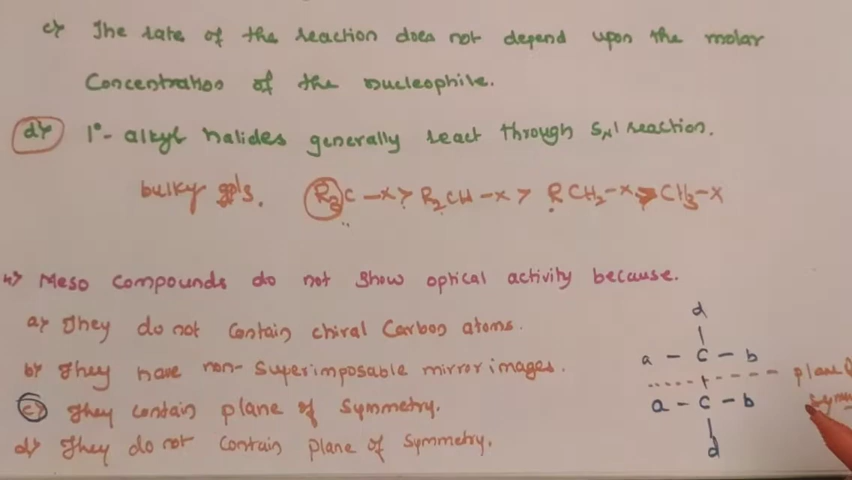 c) The rate of the reaction does not depend upon the molar
Concentration of the nucleophile.
d) 1°- alkyl halides generally react through SN1 reaction.
bulky gpls. R3C-X > R2CH-X > RCH2-X > CH3-X
Meso compounds do not show optical activity because.
a) They do not contain chiral Carbon atoms.
b) They have non-Superimposable mirror images.
c) They contain plane of Symmetry.
d) They do not contain plane of Symmetry.
d
a - C - b
plane
a - C - b
d